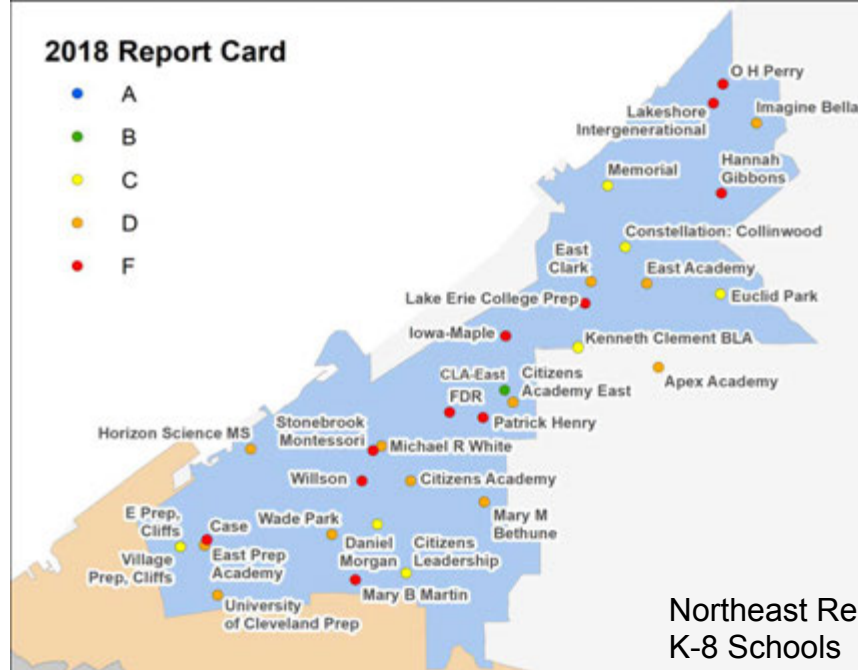 2018 Report Card
A
B
C
D
F
O H Perry
Lakeshore
Intergenerational
Imagine Bella
Memorial
Hannah
Gibbons
Constellation: Collinwood
East
Clark
East Academy
Lake Erie College Prep
Euclid Park
Iowa-Maple
Kenneth Clement BLA
CLA-East
Citizens
Academy East
Apex Academy
FDR
Patrick Henry
Stonebrook
Montessori
Horizon Science MS
Michael R White
Willson
Citizens Academy
Mary M
Bethune
E Prep,
Cliffs
Case
Wade Park
Village
Prep, Cliffs
East Prep
Academy
Daniel
Morgan
Citizens
Leadership
Mary B Martin
University
of Cleveland Prep
Northeast Re
K-8 Schools